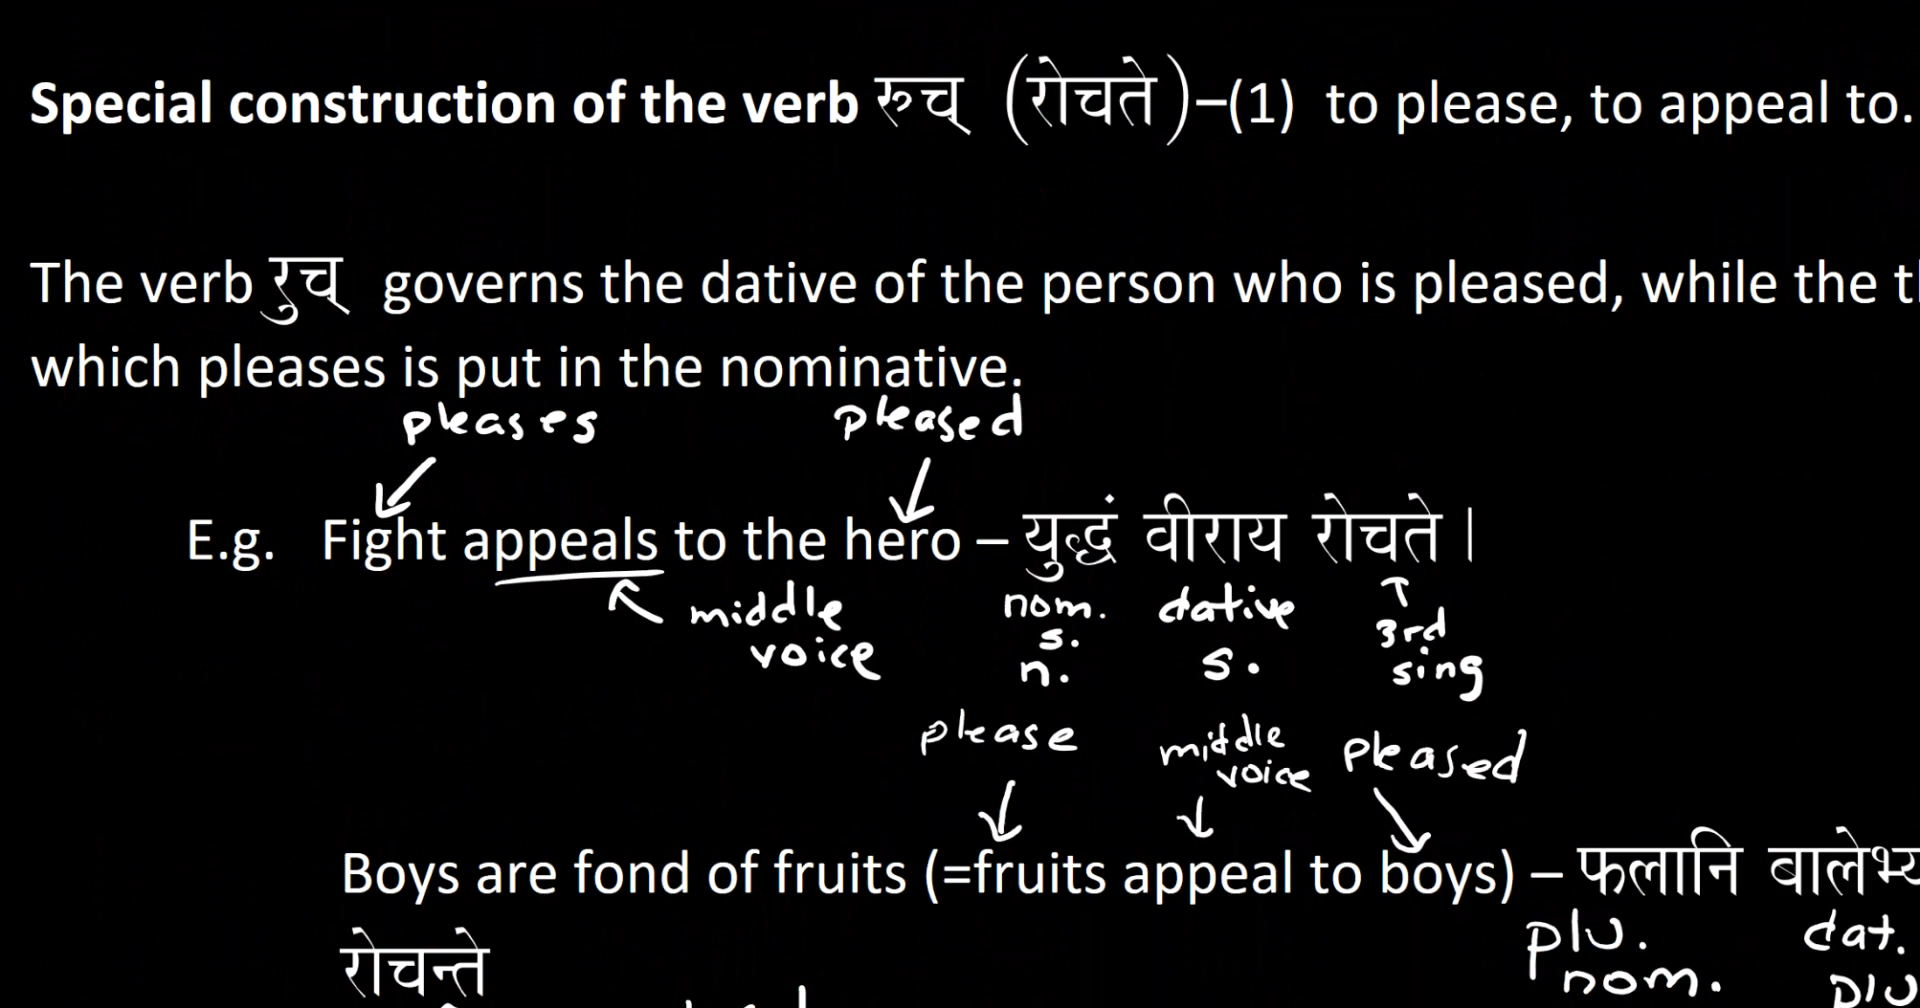 Special construction of the verb रूच् (रोचते)–(1) to please, to appeal to.
The verb रुच् governs the dative of the person who is pleased, while the
which pleases is put in the nominative.
pleases pleased
E.g. Fight appeals to the hero – युद्धं वीराय रोचते।
middle voice
nom. s. n.
dative s.
3rd sing
please
middle voice
pleased
Boys are fond of fruits (=fruits appeal to boys) – फलानि
plu. nom.
dat. plu
रोचन्ते